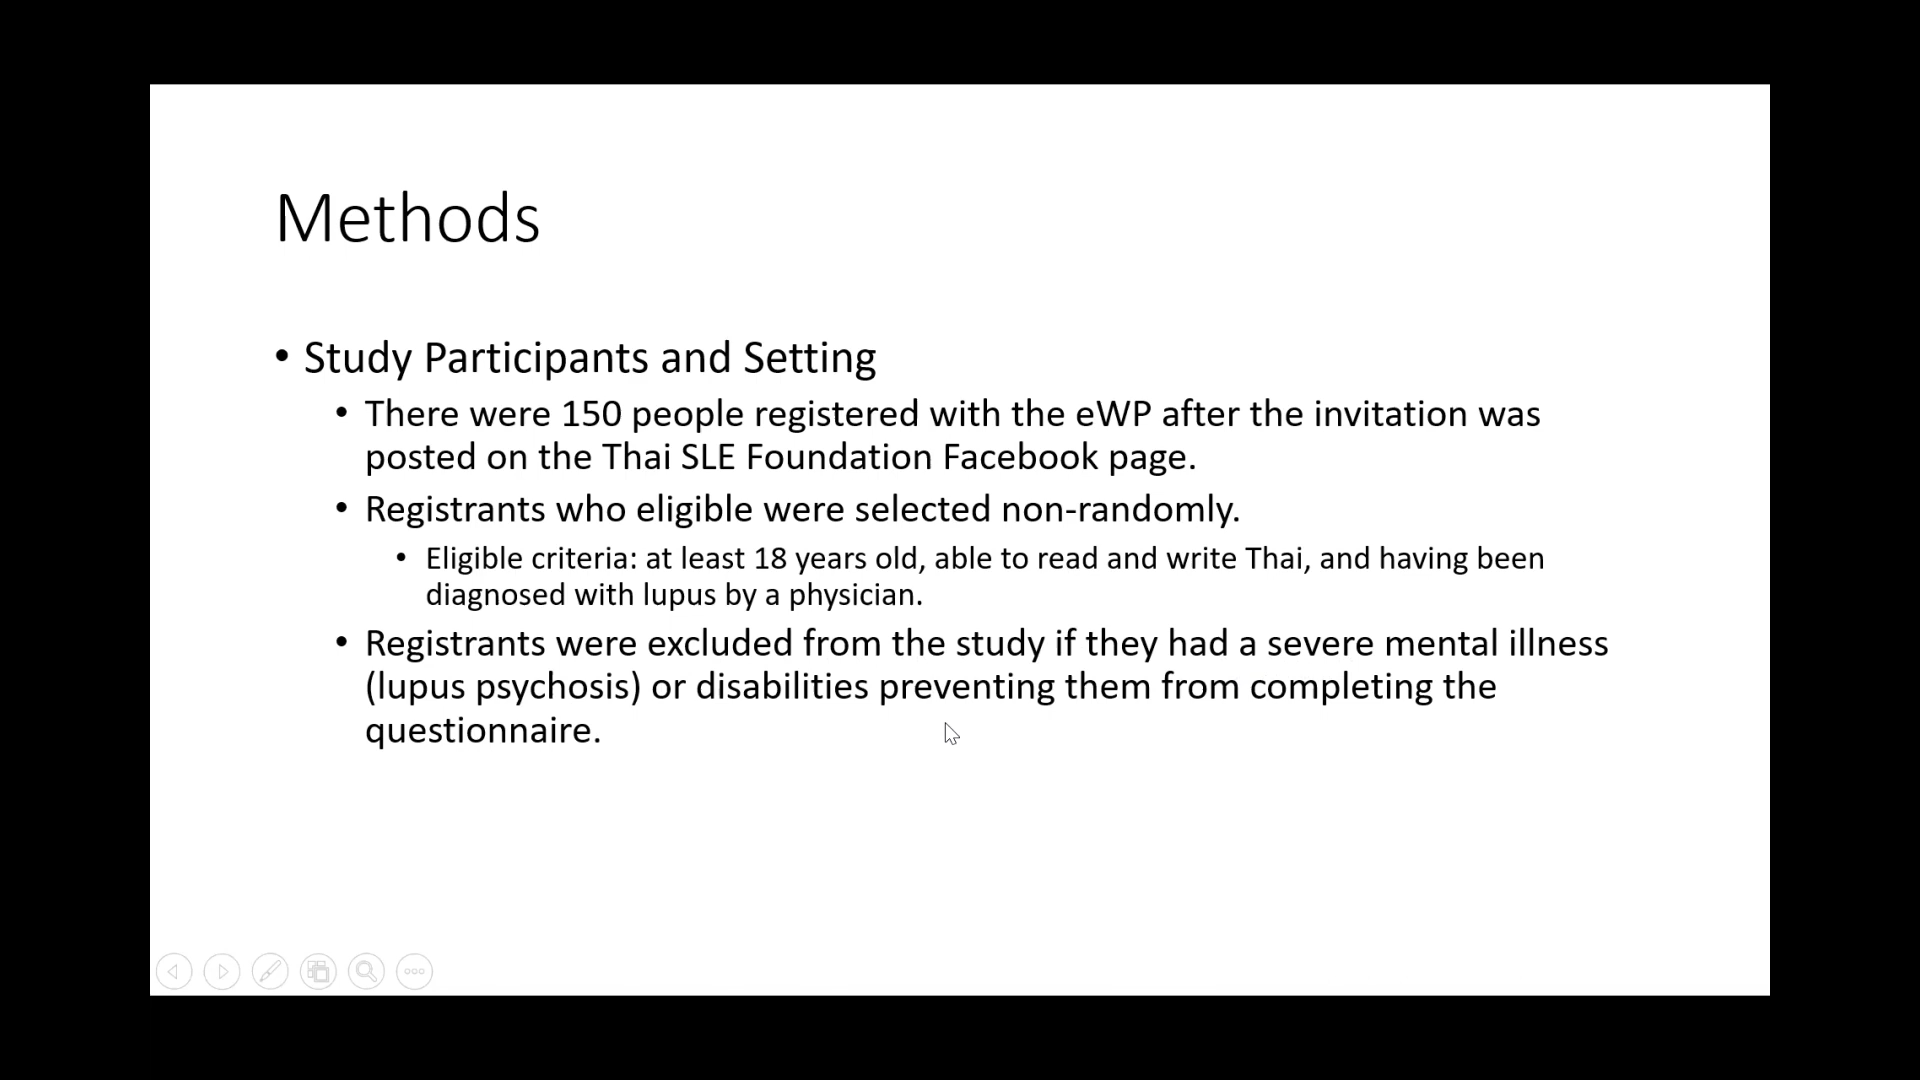 Methods
• Study Participants and Setting
• There were 150 people registered with the eWP after the invitation was
posted on the Thai SLE Foundation Facebook page.
• Registrants who eligible were selected non-randomly.
• Eligible criteria: at least 18 years old, able to read and write Thai, and having been
diagnosed with lupus by a physician.
• Registrants were excluded from the study if they had a severe mental illness
(lupus psychosis) or disabilities preventing them from completing the
questionnaire.